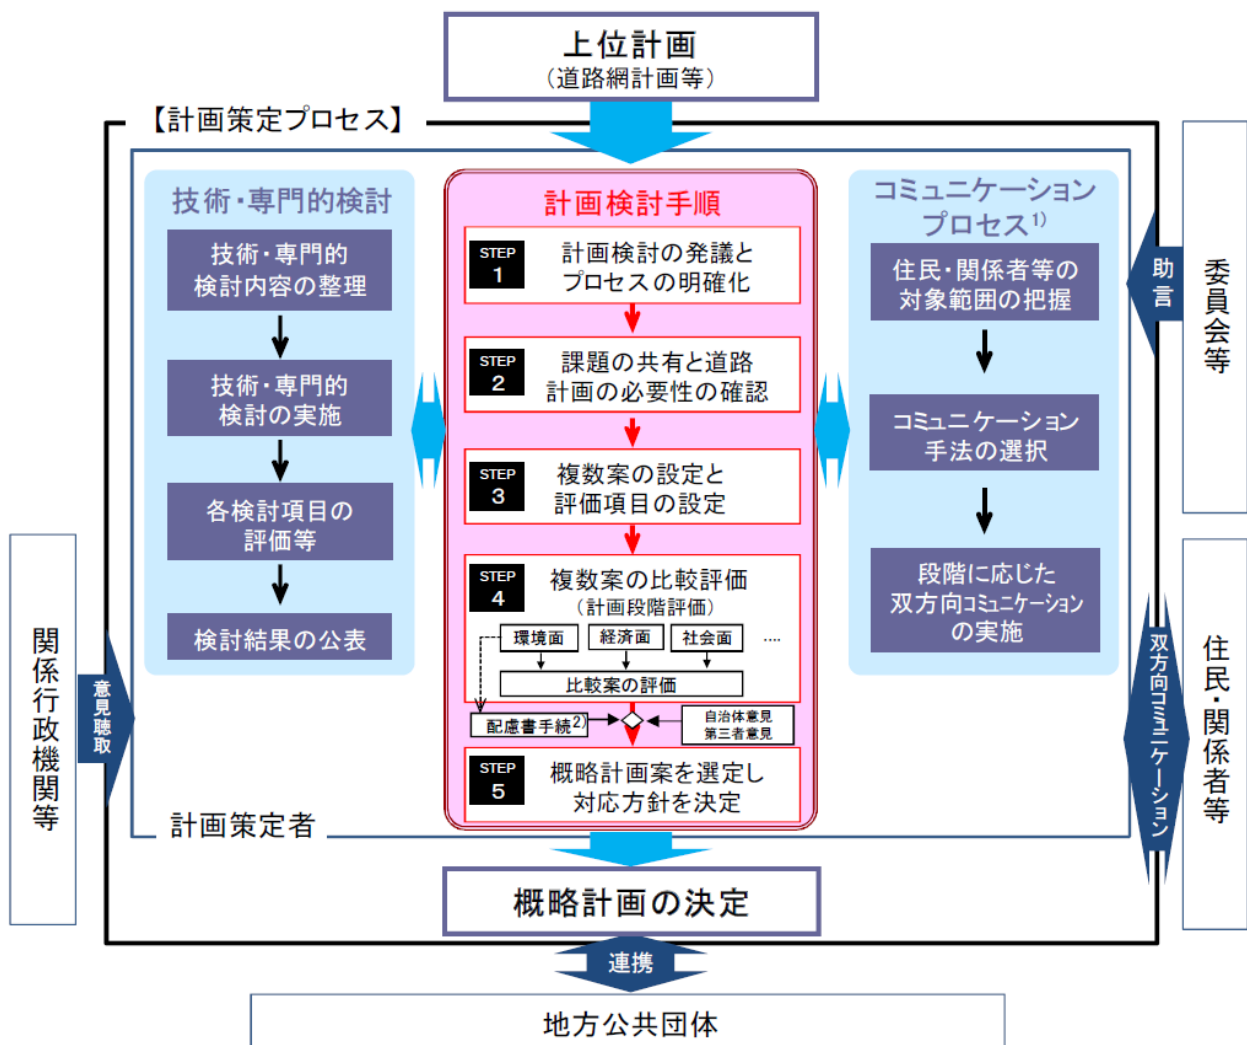 上位計画
(道路網計画等)
【計画策定プロセス】
技術・専門的検討
技術・専門的
検討内容の整理
技術・専門的
検討の実施
各検討項目の
評価等
検討結果の公表
計画検討手順
STEP
1
計画検討の発議と
プロセスの明確化
STEP
2
課題の共有と道路
計画の必要性の確認
STEP
3
複数案の設定と
評価項目の設定
STEP
4
複数案の比較評価
(計画段階評価)
環境面
経済面
社会面
....
比較案の評価
配慮書手続2)
自治体意見
第三者意見
STEP
5
概略計画案を選定し
対応方針を決定
コミュニケーション
プロセス1)
住民・関係者等の
対象範囲の把握
コミュニケーション
手法の選択
段階に応じた
双方向コミュニケーション
の実施
助言
委員会等
関係行政機関等
意見聴取
双方向コミュニケーション
住民・関係者等
計画策定者
概略計画の決定
連携
地方公共団体